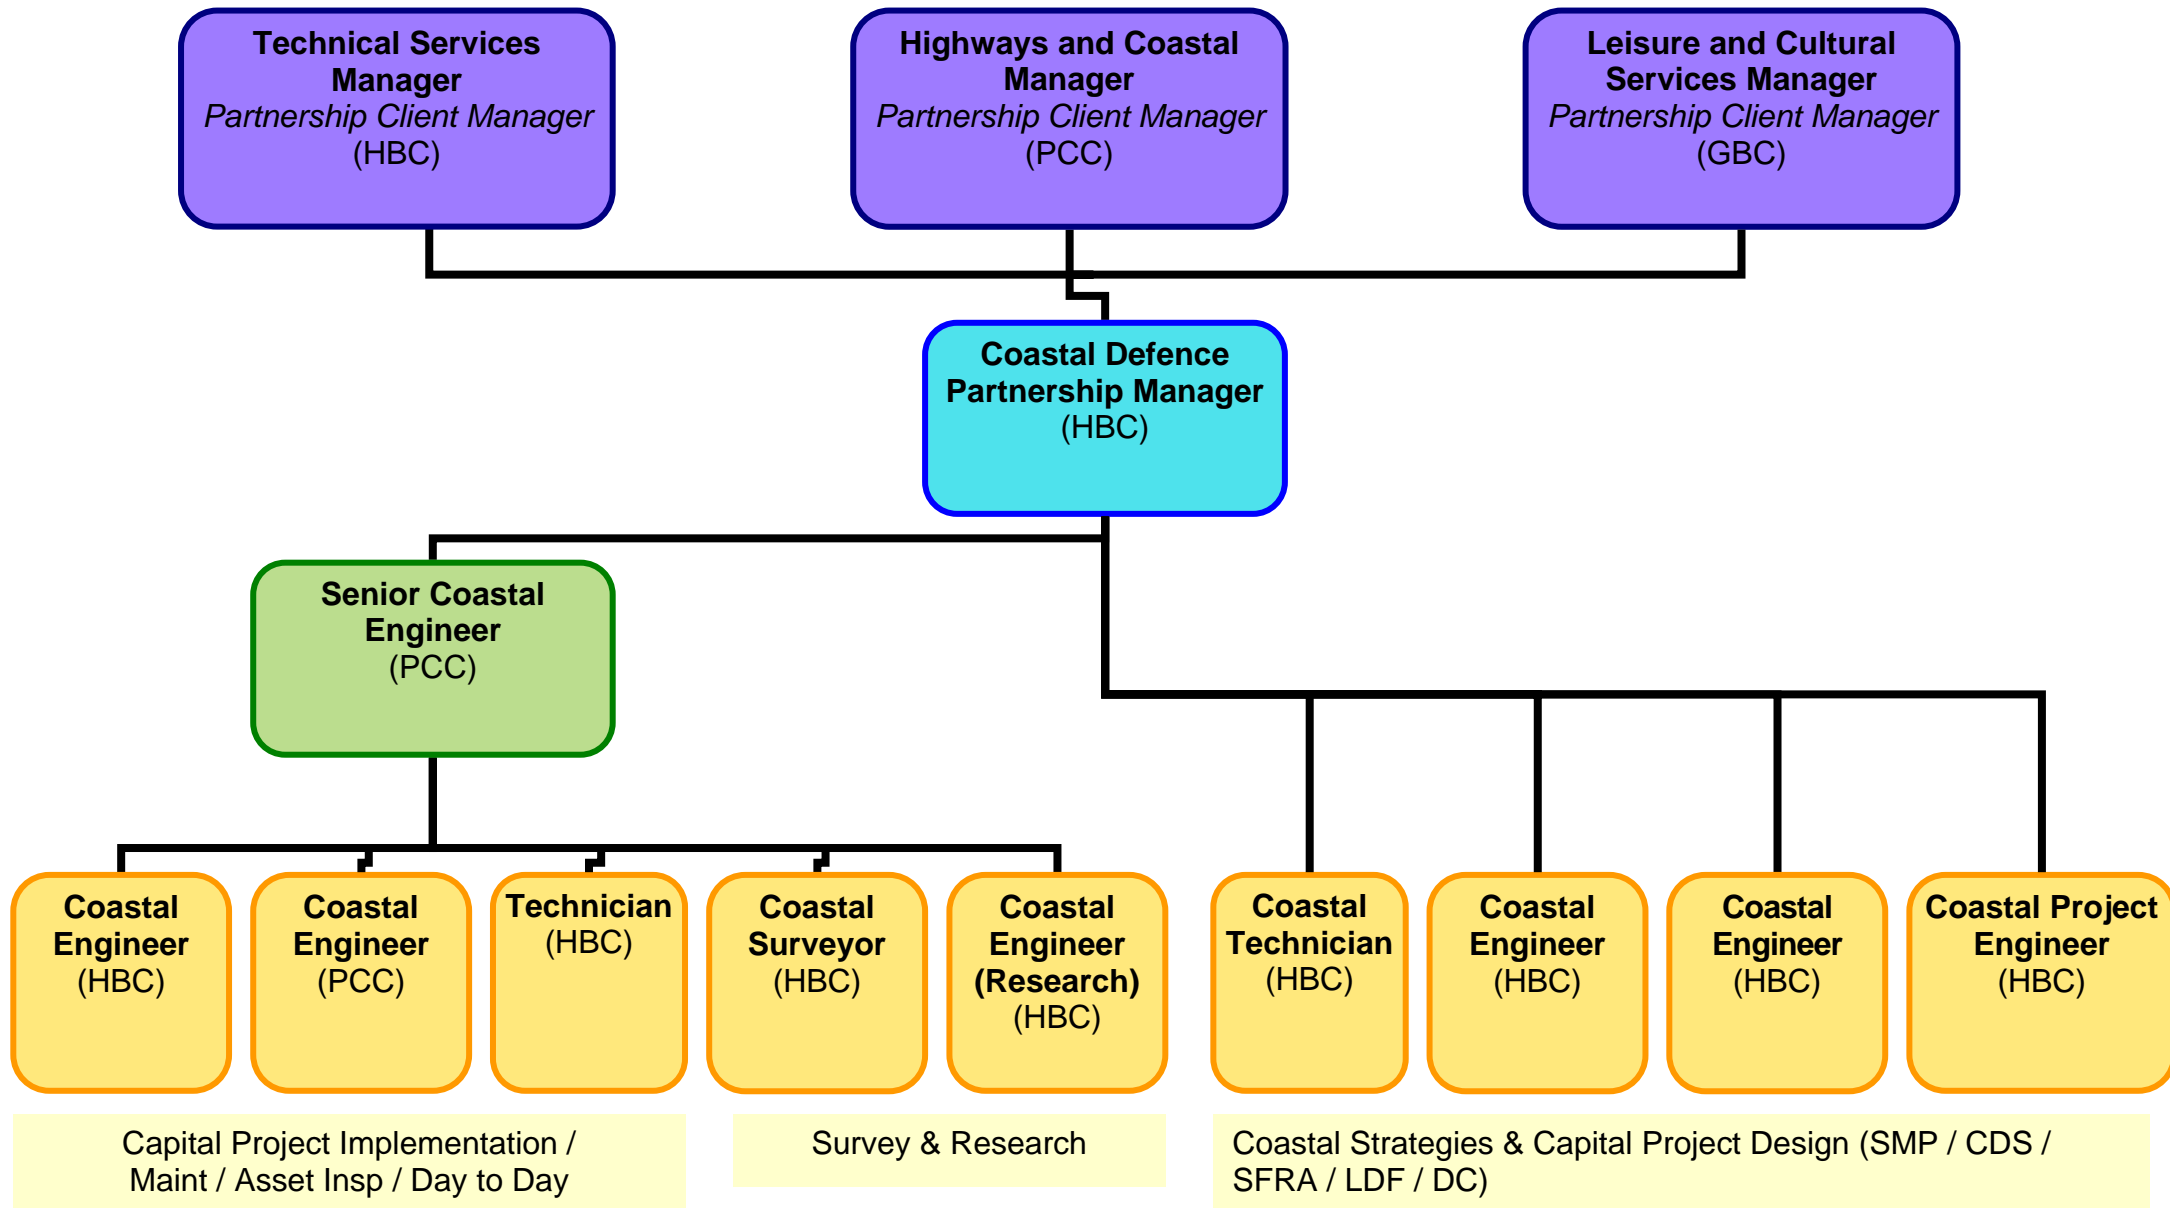 Technical Services
Manager
Partnership Client Manager
(HBC)
Highways and Coastal
Manager
Partnership Client Manager
(PCC)
Leisure and Cultural
Services Manager
Partnership Client Manager
(GBC)
Coastal Defence
Partnership Manager
(HBC)
Senior Coastal
Engineer
(PCC)
Coastal
Engineer
(HBC)
Coastal
Engineer
(PCC)
Technician
(HBC)
Coastal
Surveyor
(HBC)
Coastal
Engineer
(Research)
(HBC)
Coastal
Technician
(HBC)
Coastal
Engineer
(HBC)
Coastal
Engineer
(HBC)
Coastal Project
Engineer
(HBC)
Capital Project Implementation /
Maint / Asset Insp / Day to Day
Survey & Research
Coastal Strategies & Capital Project Design (SMP / CDS /
SFRA / LDF / DC)